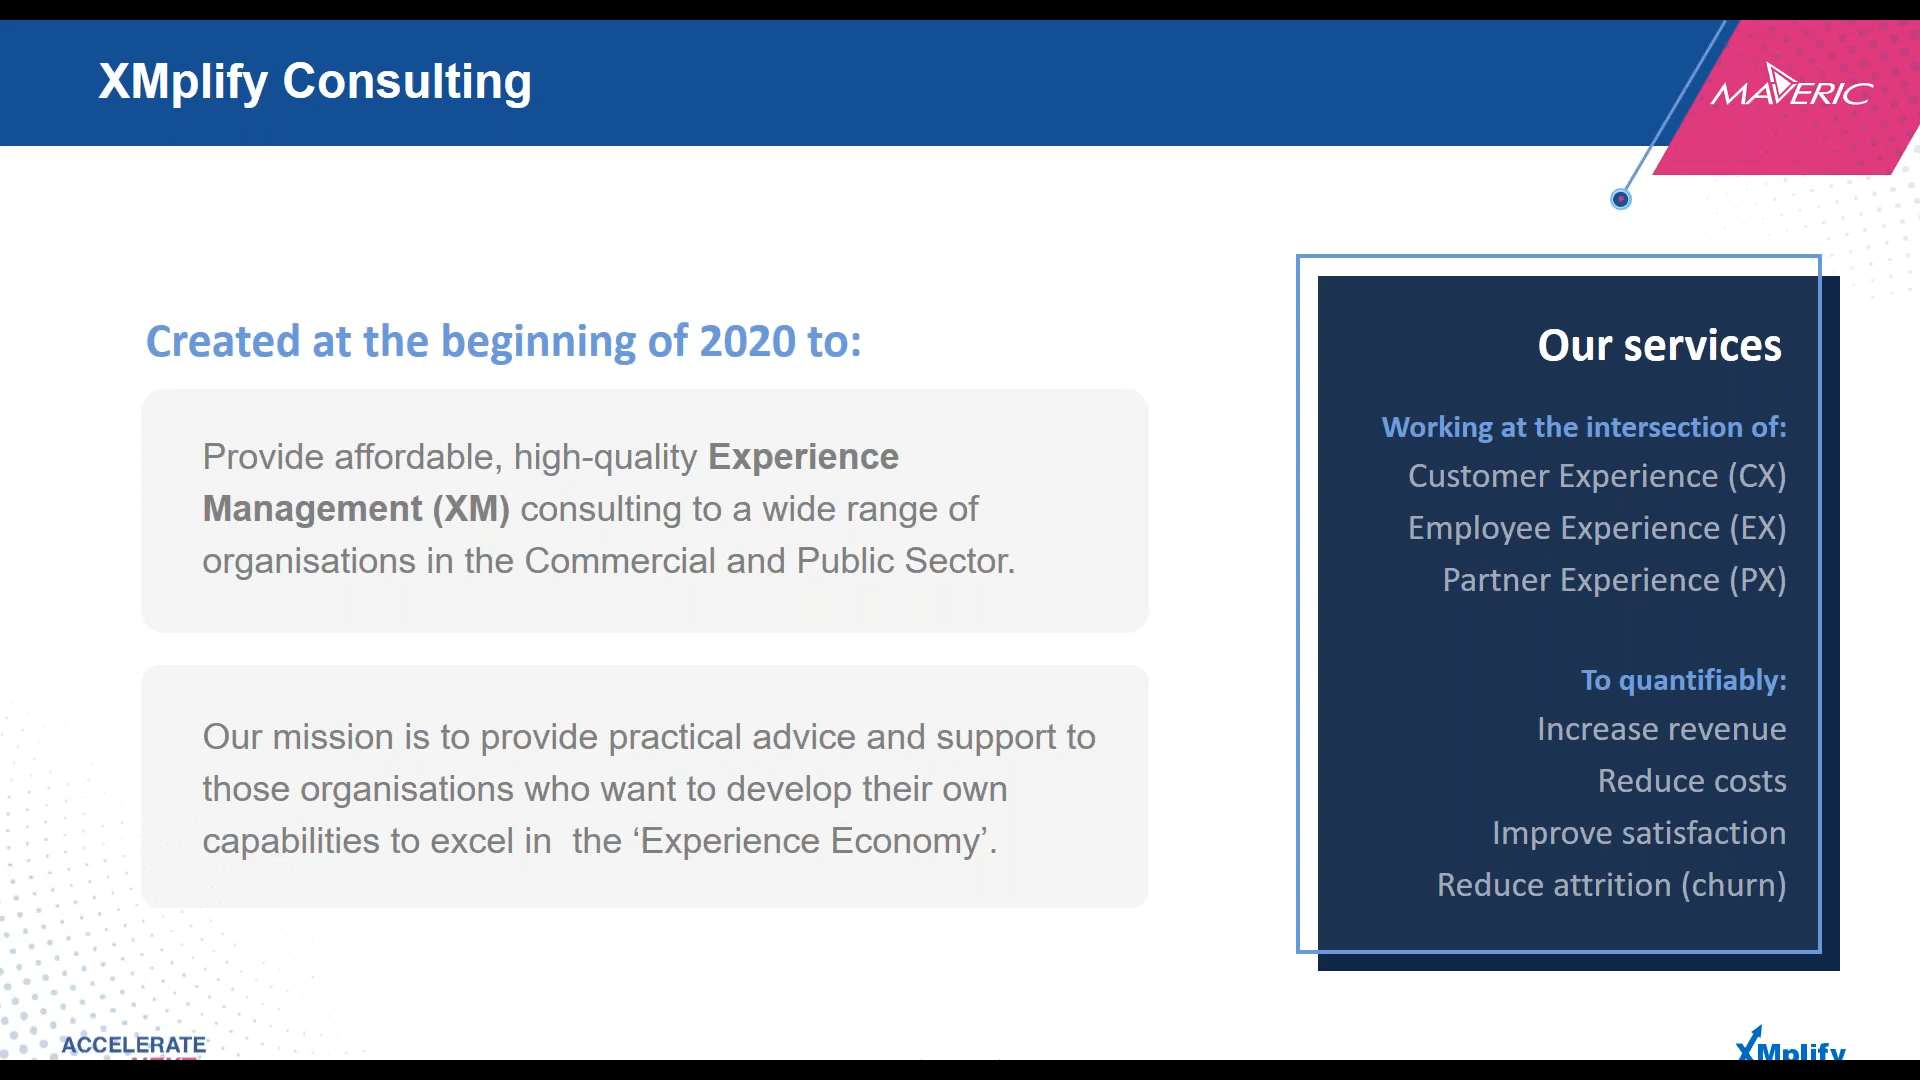 XMplify Consulting
MAVERIC
Created at the beginning of 2020 to:
Provide affordable, high-quality Experience
Management (XM) consulting to a wide range of
organisations in the Commercial and Public Sector.
Our mission is to provide practical advice and support to
those organisations who want to develop their own
capabilities to excel in  the ‘Experience Economy’.
Our services
Working at the intersection of:
Customer Experience (CX)
Employee Experience (EX)
Partner Experience (PX)
To quantifiably:
Increase revenue
Reduce costs
Improve satisfaction
Reduce attrition (churn)
ACCELERATE
NEXT
XMplify